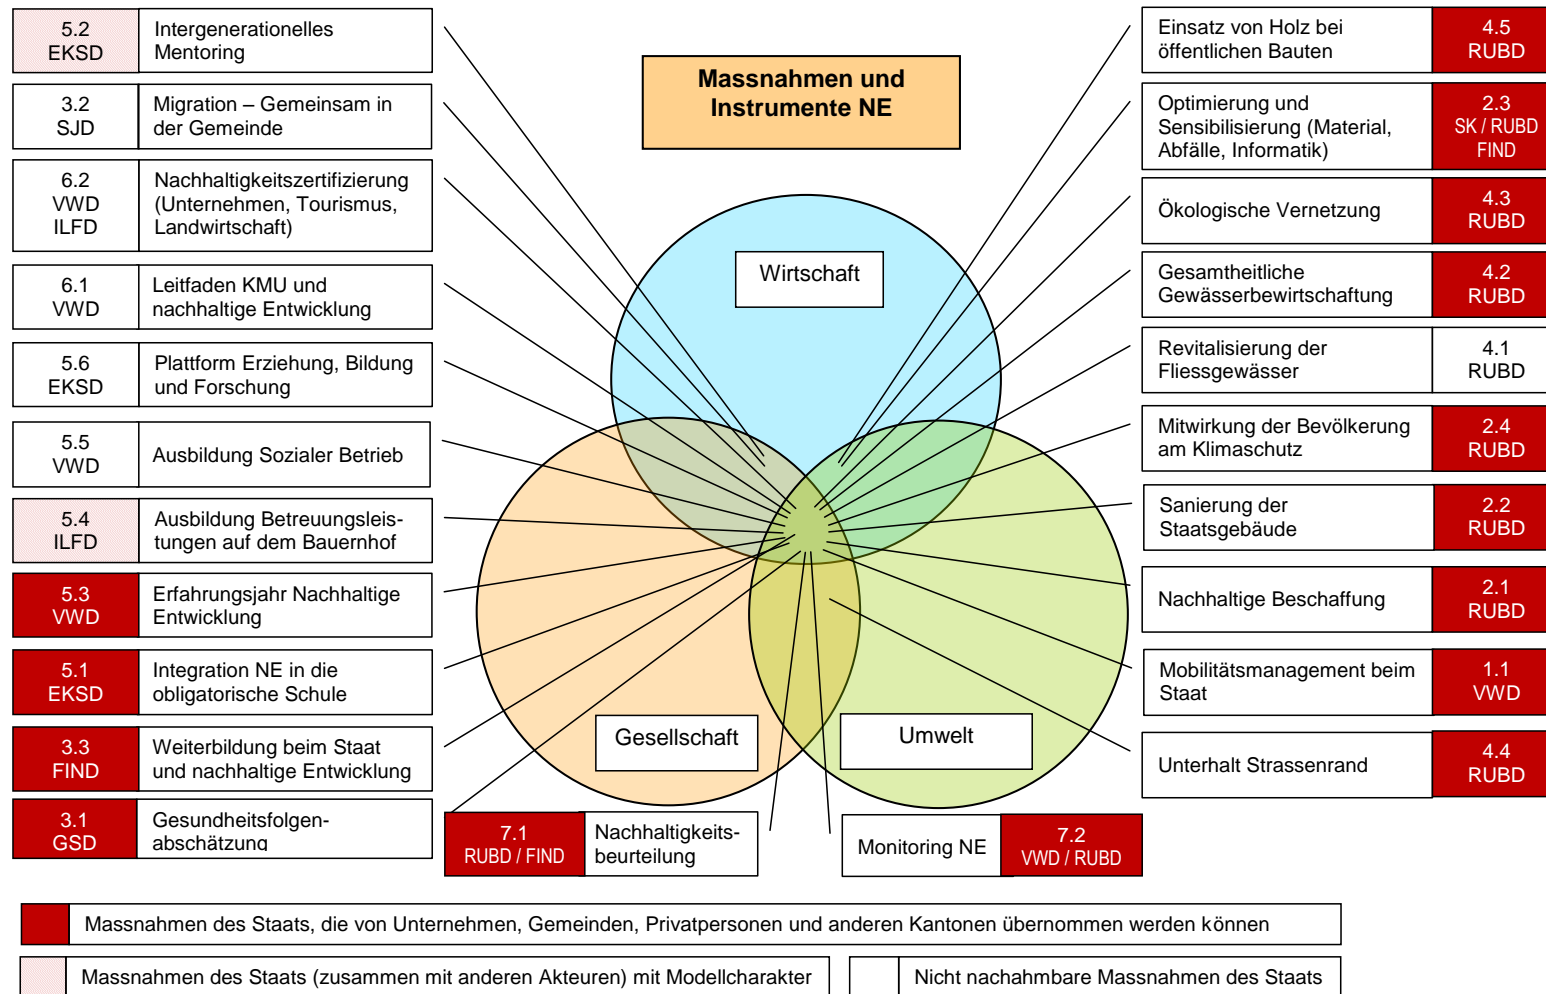 Massnahmen und
Instrumente NE
5.2
EKSD
Intergenerationelles
Mentoring
3.2
SJD
Migration – Gemeinsam in
der Gemeinde
6.2
VWD
ILFD
Nachhaltigkeitszertifizierung
(Unternehmen, Tourismus,
Landwirtschaft)
6.1
VWD
Leitfaden KMU und
nachhaltige Entwicklung
5.6
EKSD
Plattform Erziehung, Bildung
und Forschung
5.5
VWD
Ausbildung Sozialer Betrieb
5.4
ILFD
Ausbildung Betreuungsleis-
tungen auf dem Bauernhof
5.3
VWD
Erfahrungsjahr Nachhaltige
Entwicklung
5.1
EKSD
Integration NE in die
obligatorische Schule
3.3
FIND
Weiterbildung beim Staat
und nachhaltige Entwicklung
3.1
GSD
Gesundheitsfolgen-
abschätzung
Wirtschaft
Gesellschaft
Umwelt
7.1
RUBD / FIND
Nachhaltigkeits-
beurteilung
Monitoring NE
7.2
VWD / RUBD
Einsatz von Holz bei
öffentlichen Bauten
4.5
RUBD
Optimierung und
Sensibilisierung (Material,
Abfälle, Informatik)
2.3
SK / RUBD
FIND
Ökologische Vernetzung
4.3
RUBD
Gesamtheitliche
Gewässerbewirtschaftung
4.2
RUBD
Revitalisierung der
Fliessgewässer
4.1
RUBD
Mitwirkung der Bevölkerung
am Klimaschutz
2.4
RUBD
Sanierung der
Staatsgebäude
2.2
RUBD
Nachhaltige Beschaffung
2.1
RUBD
Mobilitätsmanagement beim
Staat
1.1
VWD
Unterhalt Strassenrand
4.4
RUBD
Massnahmen des Staats, die von Unternehmen, Gemeinden, Privatpersonen und anderen Kantonen übernommen werden können
Massnahmen des Staats (zusammen mit anderen Akteuren) mit Modellcharakter
Nicht nachahmbare Massnahmen des Staats